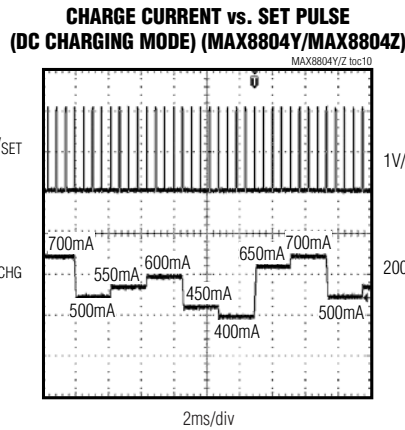 CHARGE CURRENT vs. SET PULSE
(DC CHARGING MODE) (MAX8804Y/MAX8804Z)
MAX8804Y/Z toc10
T
SET
1V/
700mA
500mA
550mA
600mA
450mA
400mA
650mA
700mA
500mA
CHG
200
2ms/div